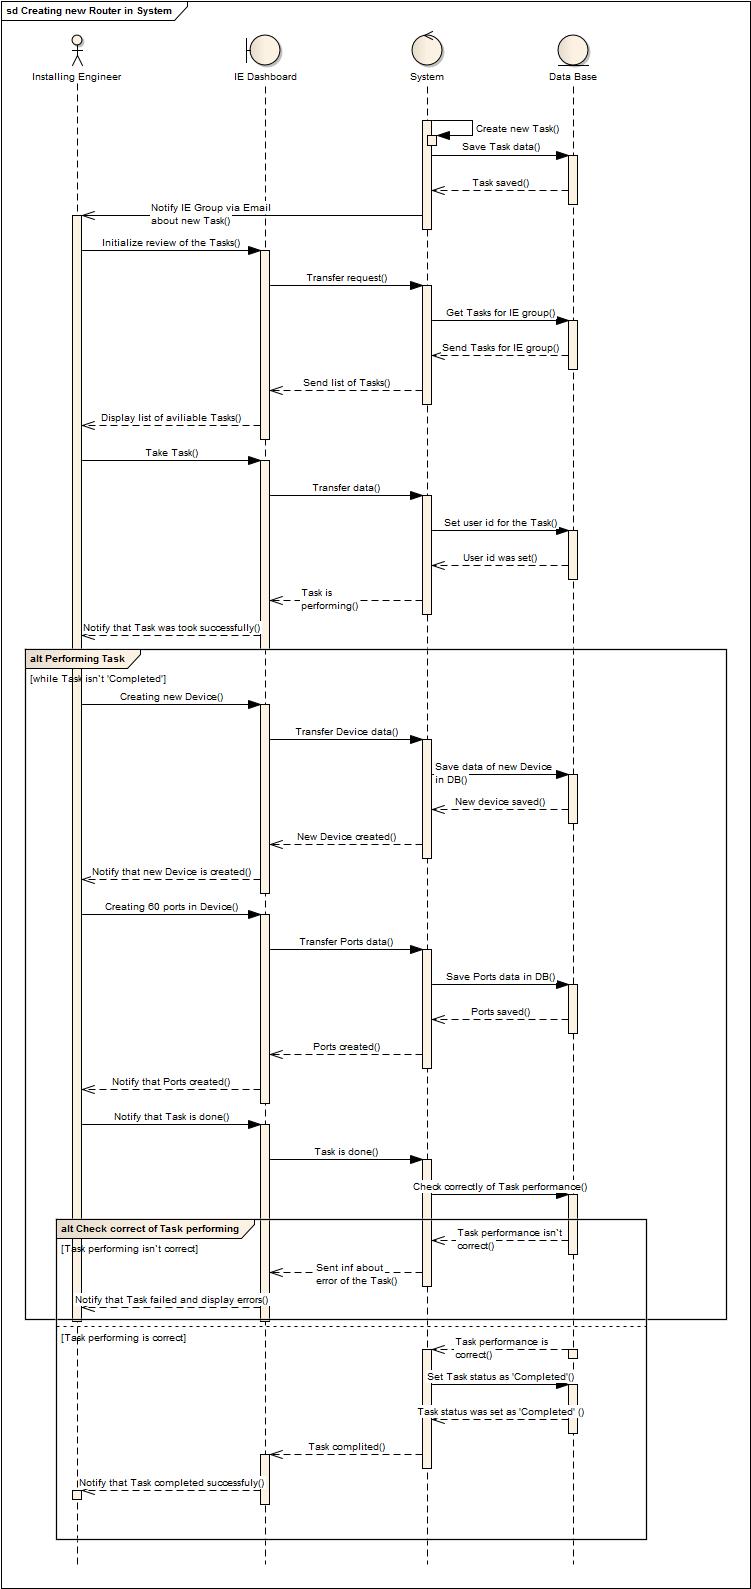 sd Creating new Router in System
Installing Engineer
IE Dashboard
System
Data Base
Create new Task()
Save Task data()
Task saved()
Notify IE Group via Email
about new Task()
Initialize review of the Tasks()
Transfer request()
Get Tasks for IE group()
Send Tasks for IE group()
Send list of Tasks()
Display list of aviliable Tasks()
Take Task()
Transfer data()
Set user id for the Task()
User id was set()
Task is
performing()
Notify that Task was took successfully()
alt Performing Task
[while Task isn`t 'Completed']
Creating new Device()
Transfer Device data()
Save data of new Device
in DB()
New device saved()
New Device created()
Notify that new Device is created()
Creating 60 ports in Device()
Transfer Ports data()
Save Ports data in DB()
Ports saved()
Ports created()
Notify that Ports created()
Notify that Task is done()
Task is done()
Check correctly of Task performance()
alt Check correct of Task performing
Task performance isn`t
correct()
[Task performing isn't correct]
Sent inf about
error of the Task()
Notify that Task failed and display errors()
[Task performing is correct]
Task performance is
correct()
Set Task status as 'Completed'()
Task status was set as 'Completed' ()
Task complited()
Notify that Task completed successfuly()